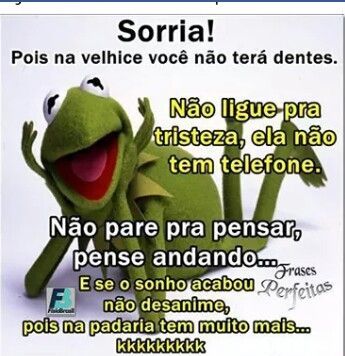 Sorria!
Pois na velhice você não terá dentes.
Não ligue pra
tristeza, ela não
tem telefone.
Não pare pra pensar,
pense andando...
Frases
Perfeitas
E se o sonho acabou
não desanime,
pois na padaria tem muito mais...
kkkkkkkkk